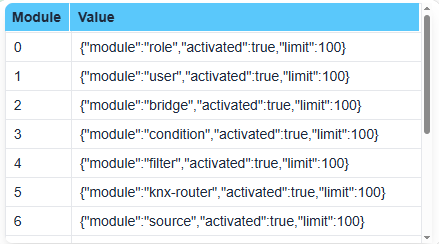 Module Value
0 {"module":"role","activated":true,"limit":100}
1 {"module":"user","activated":true,"limit":100}
2 {"module":"bridge","activated":true,"limit":100}
3 {"module":"condition","activated":true,"limit":100}
4 {"module":"filter","activated":true,"limit":100}
5 {"module":"knx-router","activated":true,"limit":100}
6 {"module":"source","activated":true,"limit":100}